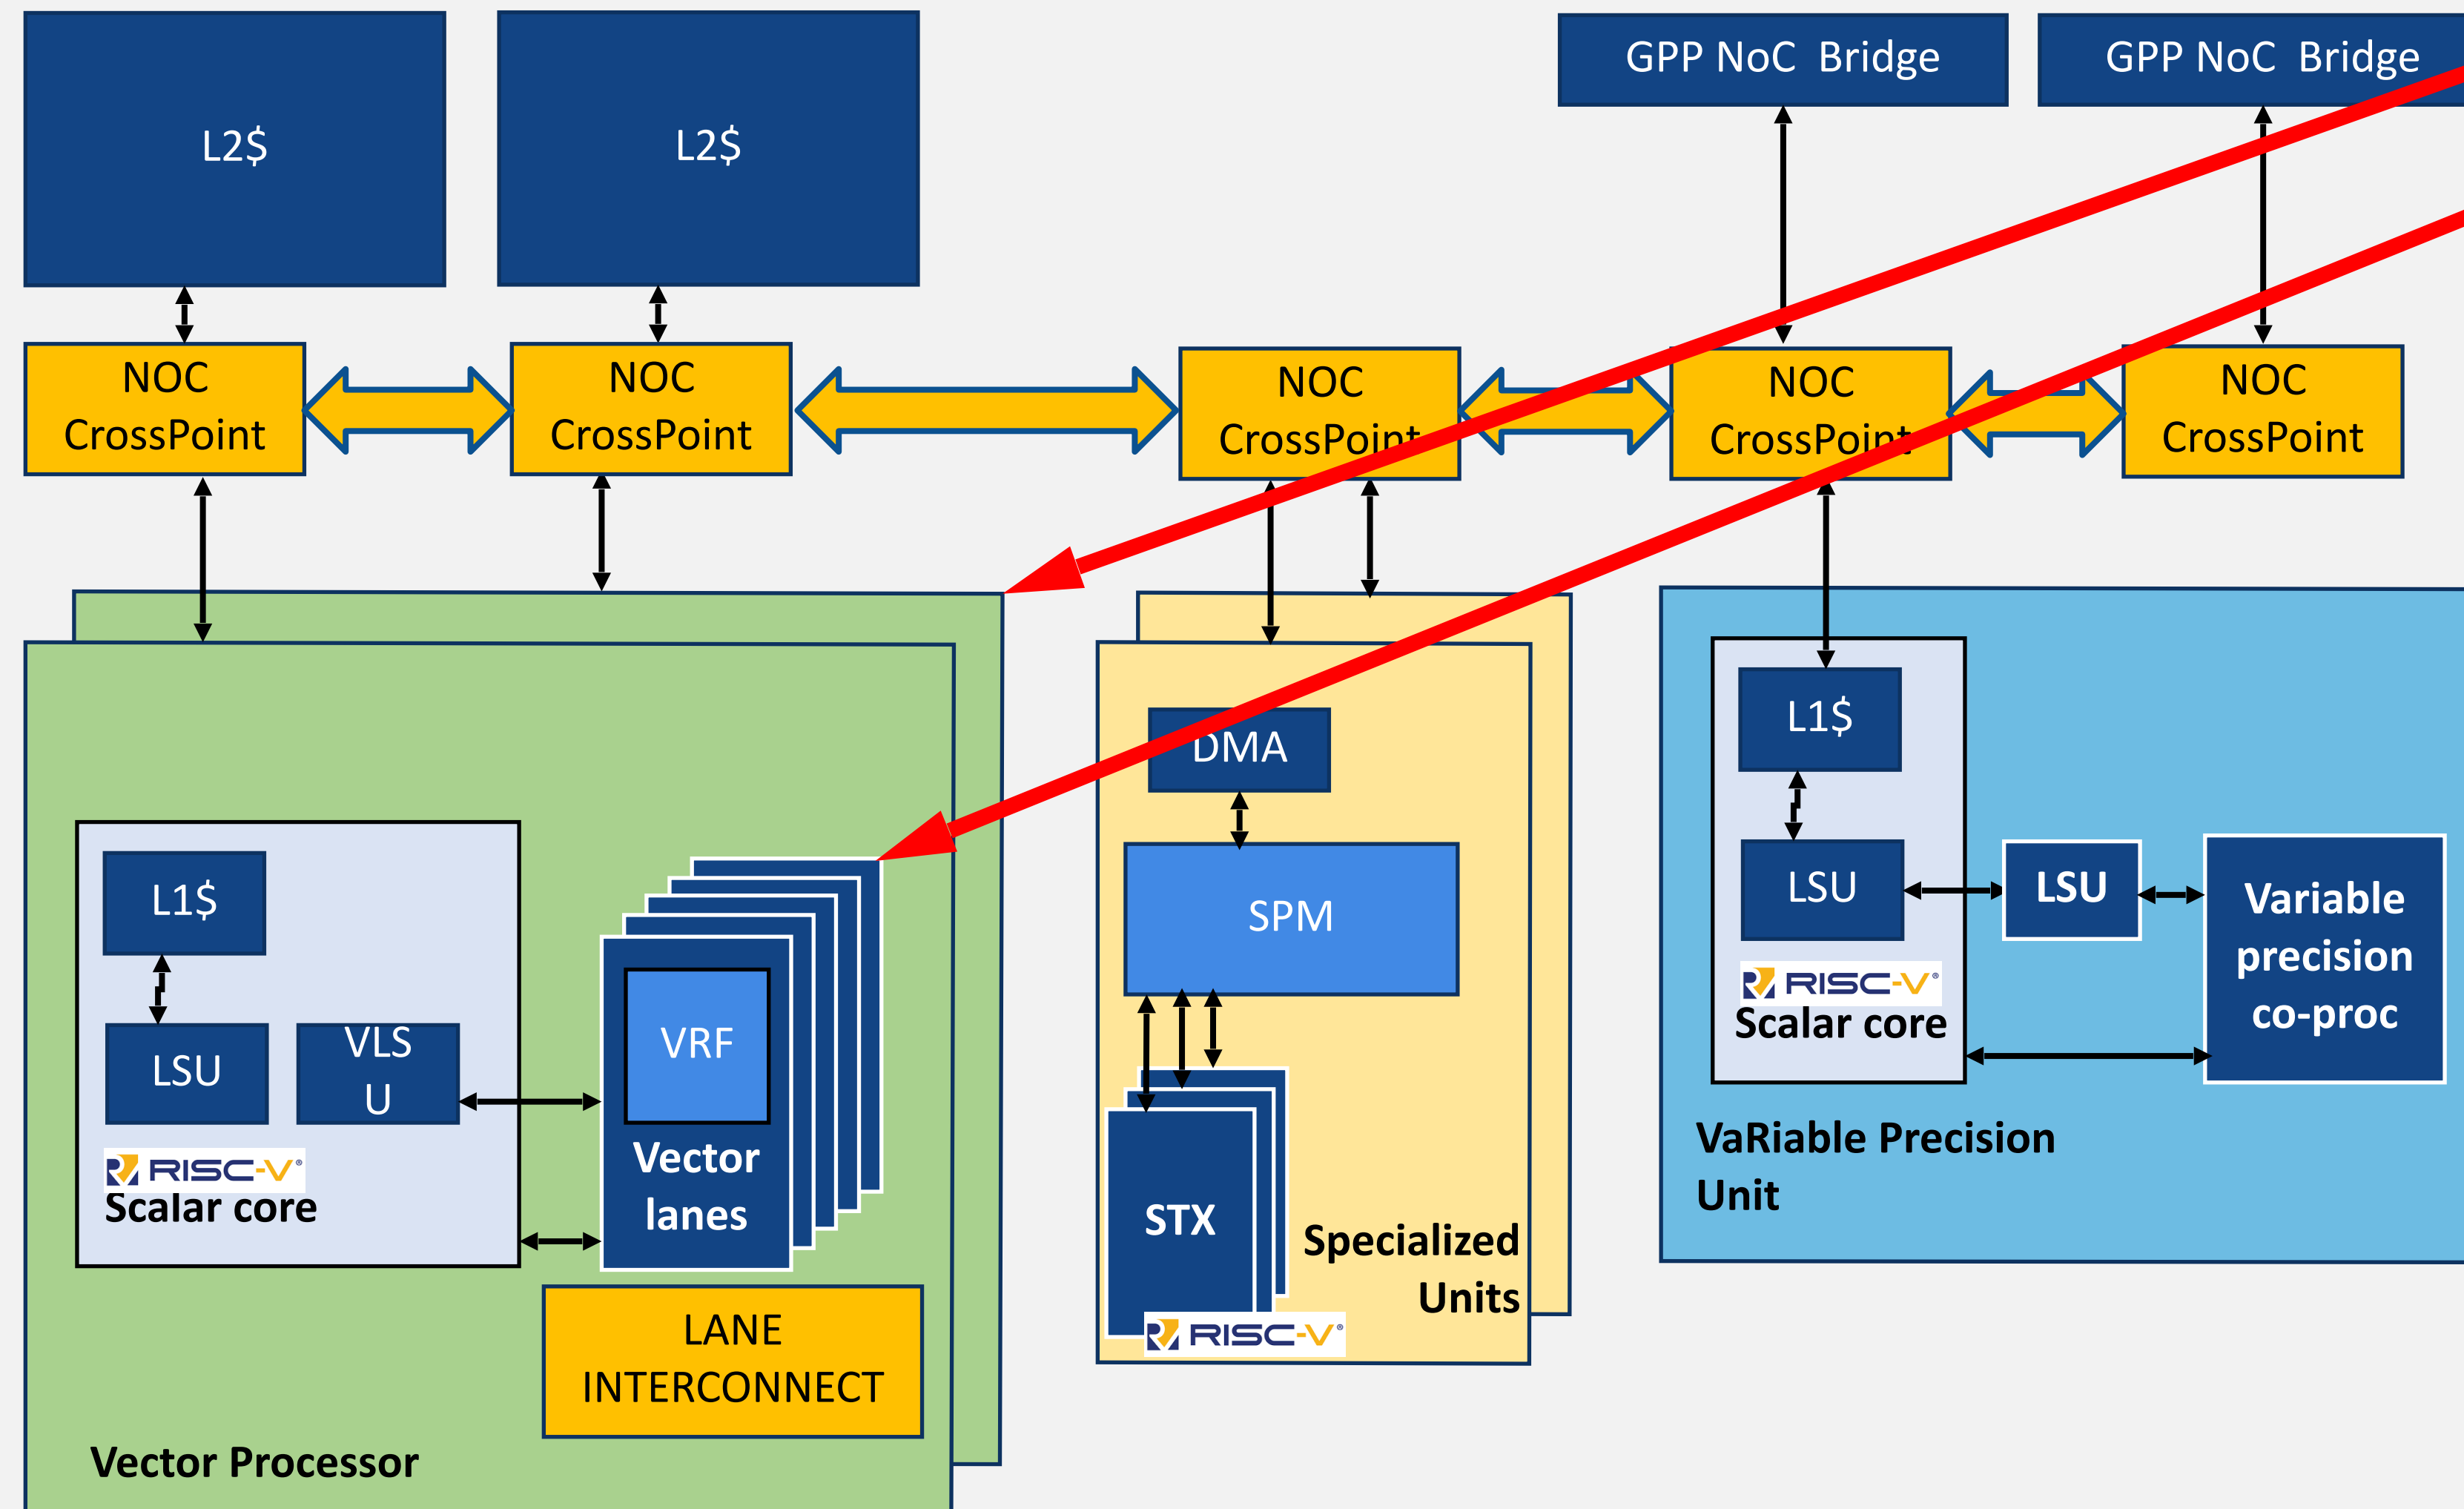 L2$
L2$
GPP NoC Bridge
GPP NoC Bridge
NOC
CrossPoint
NOC
CrossPoint
NOC
CrossPoint
NOC
CrossPoint
NOC
CrossPoint
L1$
LSU
VLS
U
RISC-V®
Scalar core
VRF
Vector
lanes
LANE
INTERCONNECT
Vector Processor
DMA
SPM
STX
Specialized
Units
RISC-V®
L1$
LSU
RISC-V®
Scalar core
LSU
Variable
precision
co-proc
VaRiable Precision
Unit